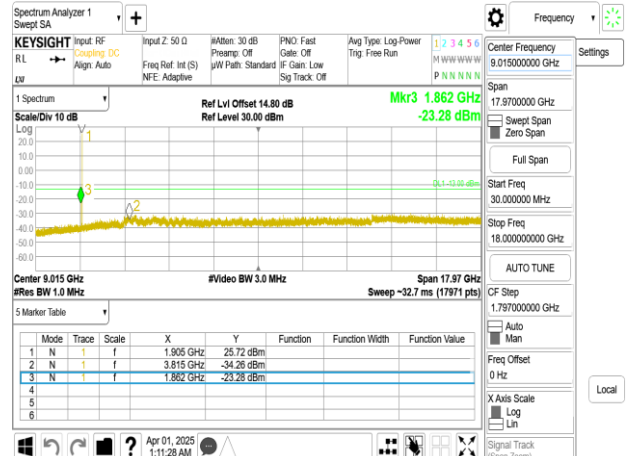 Spectrum Analyzer 1
Swept SA
+
Frequency
KEYSIGHT
RL
Input: RF
Coupling: DC
Align: Auto
Input Z: 50 Ω
Freq Ref: Int (S)
NFE: Adaptive
#Atten: 30 dB
Preamp: Off
µW Path: Standard
PNO: Fast
Gate: Off
IF Gain: Low
Sig Track: Off
Avg Type: Log-Power
Trig: Free Run
1 2 3 4 5 6
M W W W W W
P N N N N N
Center Frequency
9.015000000 GHz
Settings
Span
17.9700000 GHz
Swept Span
Zero Span
Full Span
Start Freq
30.000000 MHz
Stop Freq
18.000000000 GHz
AUTO TUNE
CF Step
1.797000000 GHz
Auto
Man
Freq Offset
0 Hz
X Axis Scale
Log
Lin
Signal Track
(Span Zoom)
Local
1 Spectrum
Scale/Div 10 dB
Ref Lvl Offset 14.80 dB
Ref Level 30.00 dBm
Mkr3 1.862 GHz
-23.28 dBm
Log
20.0
10.0
0.00
-10.0
-20.0
-30.0
-40.0
-50.0
-60.0
1
3
2
DL1 -13.00 dBm
Center 9.015 GHz
#Res BW 1.0 MHz
#Video BW 3.0 MHz
Span 17.97 GHz
Sweep ~32.7 ms (17971 pts)
5 Marker Table
Mode Trace Scale X Y Function Function Width Function Value
1 N 1 f 1.905 GHz 25.72 dBm
2 N 1 f 3.815 GHz -34.26 dBm
3 N 1 f 1.862 GHz -23.28 dBm
4
5
6
?
Apr 01, 2025
1:11:28 AM